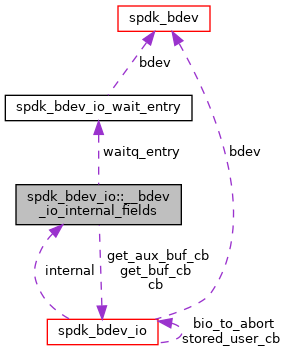 spdk_bdev
bdev
spdk_bdev_io_wait_entry
waitq_entry
bdev
spdk_bdev_io::__bdev
_io_internal_fields
get_aux_buf_cb
internal
get_buf_cb
cb
bio_to_abort
spdk_bdev_io
stored_user_cb